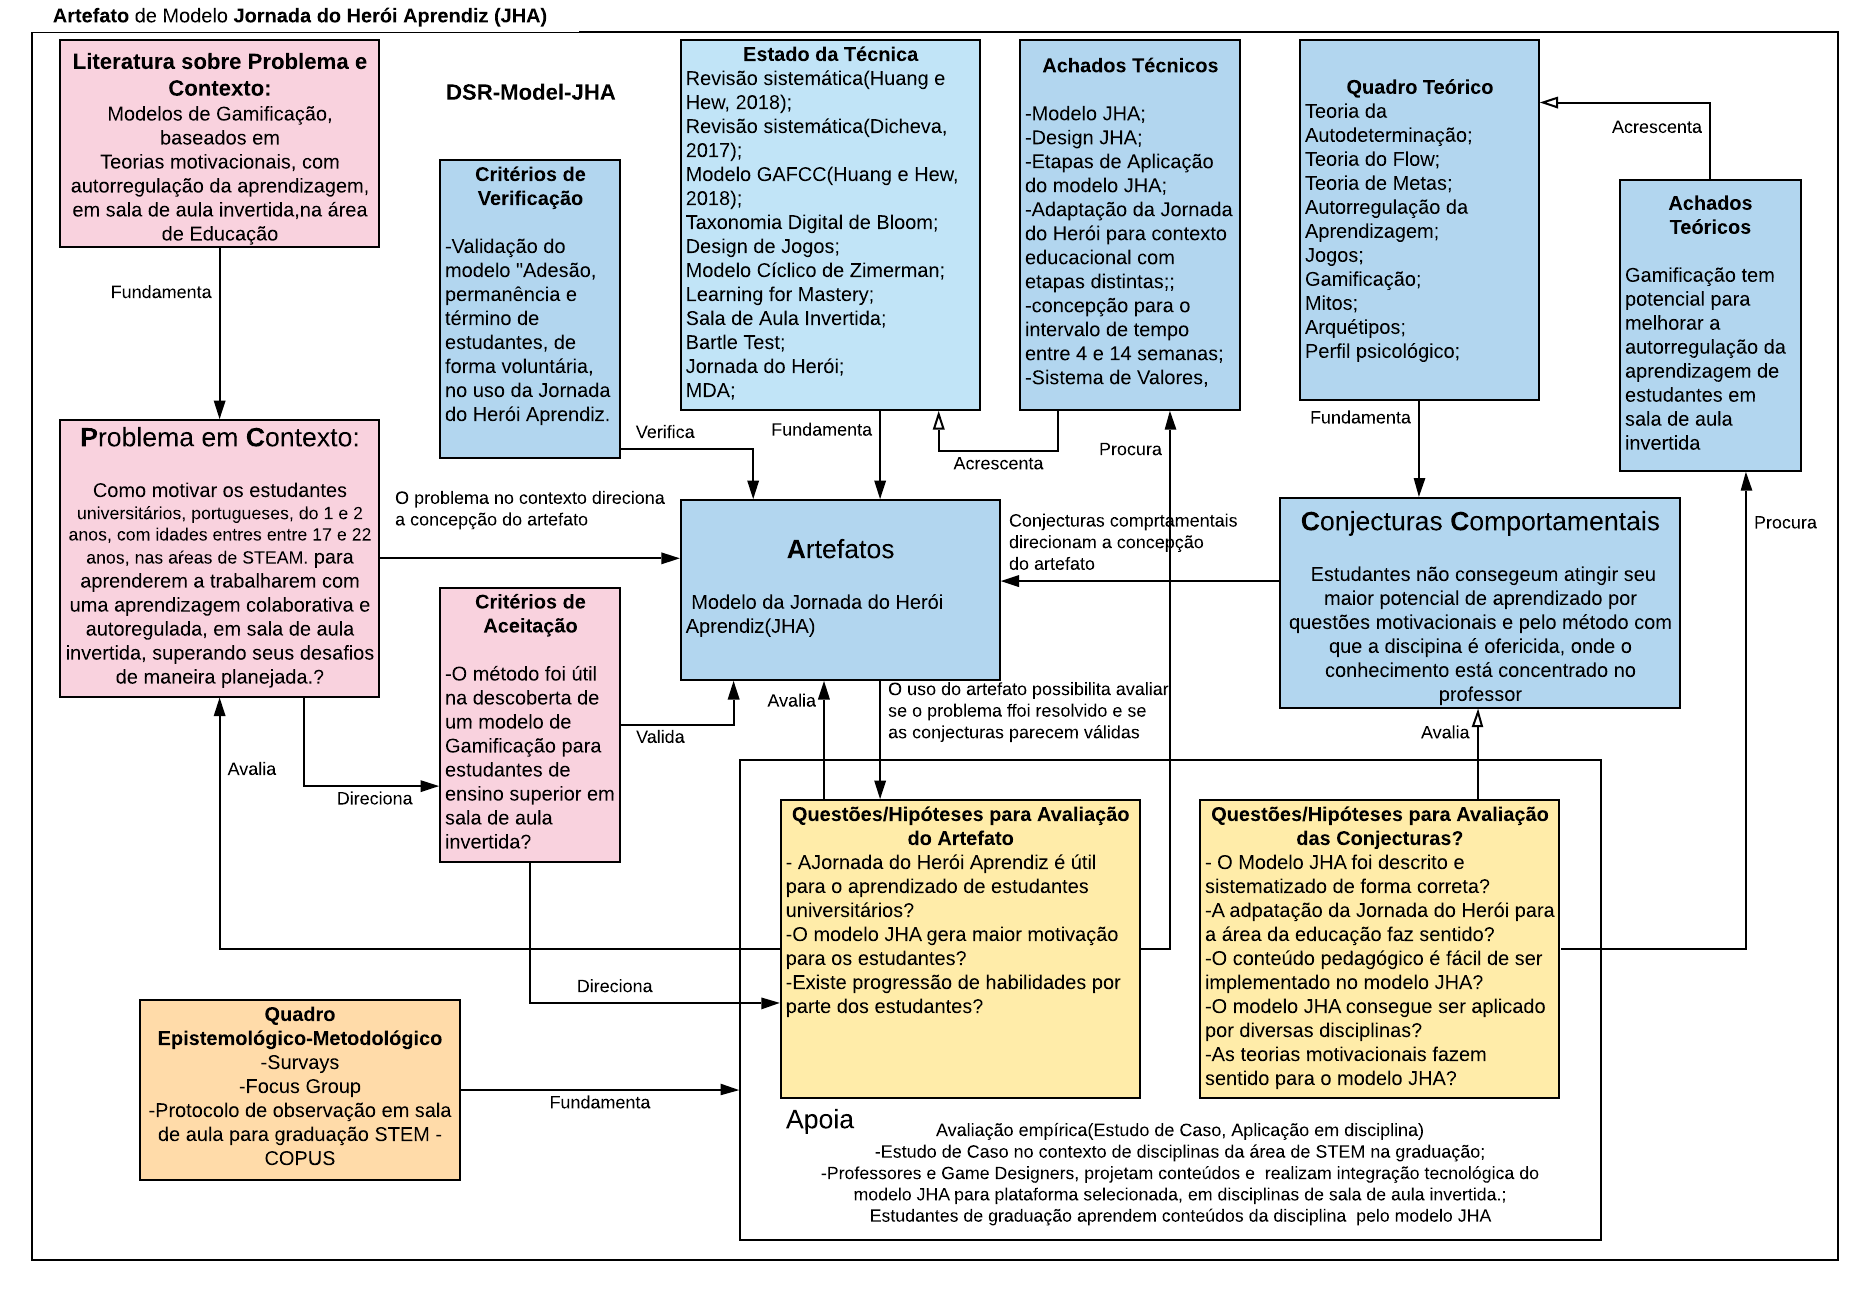 Artefato de Modelo Jornada do Herói Aprendiz (JHA)
Literatura sobre Problema e
Contexto:
Modelos de Gamificação,
baseados em
Teorias motivacionais, com
autorregulação da aprendizagem,
em sala de aula invertida,na área
de Educação
Fundamenta
DSR-Model-JHA
Critérios de
Verificação
-Validação do
modelo "Adesão,
permanência e
término de
estudantes, de
forma voluntária,
no uso da Jornada
do Herói Aprendiz.
Verifica
Estado da Técnica
Revisão sistemática(Huang e
Hew, 2018);
Revisão sistemática(Dicheva,
2017);
Modelo GAFCC(Huang e Hew,
2018);
Taxonomia Digital de Bloom;
Design de Jogos;
Modelo Cíclico de Zimerman;
Learning for Mastery;
Sala de Aula Invertida;
Bartle Test;
Jornada do Herói;
MDA;
Fundamenta
Acrescenta
Achados Técnicos
-Modelo JHA;
-Design JHA;
-Etapas de Aplicação
do modelo JHA;
-Adaptação da Jornada
do Herói para contexto
educacional com
etapas distintas;;
-concepção para o
intervalo de tempo
entre 4 e 14 semanas;
-Sistema de Valores,
Procura
Quadro Teórico
Teoria da
Autodeterminação;
Teoria do Flow;
Teoria de Metas;
Autorregulação da
Aprendizagem;
Jogos;
Gamificação;
Mitos;
Arquétipos;
Perfil psicológico;
Fundamenta
Acrescenta
Achados
Teóricos
Gamificação tem
potencial para
melhorar a
autorregulação da
aprendizagem de
estudantes em
sala de aula
invertida
Procura
Problema em Contexto:
Como motivar os estudantes
universitários, portugueses, do 1 e 2
anos, com idades entres entre 17 e 22
anos, nas aŕeas de STEAM. para
aprenderem a trabalharem com
uma aprendizagem colaborativa e
autoregulada, em sala de aula
invertida, superando seus desafios
de maneira planejada.?
O problema no contexto direciona
a concepção do artefato
Artefatos
Modelo da Jornada do Herói
Aprendiz(JHA)
Conjecturas comprtamentais
direcionam a concepção
do artefato
Conjecturas Comportamentais
Estudantes não consegeum atingir seu
maior potencial de aprendizado por
questões motivacionais e pelo método com
que a discipina é ofericida, onde o
conhecimento está concentrado no
professor
Critérios de
Aceitação
-O método foi útil
na descoberta de
um modelo de
Gamificação para
estudantes de
ensino superior em
sala de aula
invertida?
Valida
Avalia
O uso do artefato possibilita avaliar
se o problema ffoi resolvido e se
as conjecturas parecem válidas
Avalia
Avalia
Direciona
Questões/Hipóteses para Avaliação
do Artefato
- AJornada do Herói Aprendiz é útil
para o aprendizado de estudantes
universitários?
-O modelo JHA gera maior motivação
para os estudantes?
-Existe progressão de habilidades por
parte dos estudantes?
Questões/Hipóteses para Avaliação
das Conjecturas?
- O Modelo JHA foi descrito e
sistematizado de forma correta?
-A adpatação da Jornada do Herói para
a área da educação faz sentido?
-O conteúdo pedagógico é fácil de ser
implementado no modelo JHA?
-O modelo JHA consegue ser aplicado
por diversas disciplinas?
-As teorias motivacionais fazem
sentido para o modelo JHA?
Direciona
Quadro
Epistemológico-Metodológico
-Survays
-Focus Group
-Protocolo de observação em sala
de aula para graduação STEM -
COPUS
Fundamenta
Apoia
Avaliação empírica(Estudo de Caso, Aplicação em disciplina)
-Estudo de Caso no contexto de disciplinas da área de STEM na graduação;
-Professores e Game Designers, projetam conteúdos e  realizam integração tecnológica do
modelo JHA para plataforma selecionada, em disciplinas de sala de aula invertida.;
Estudantes de graduação aprendem conteúdos da disciplina  pelo modelo JHA